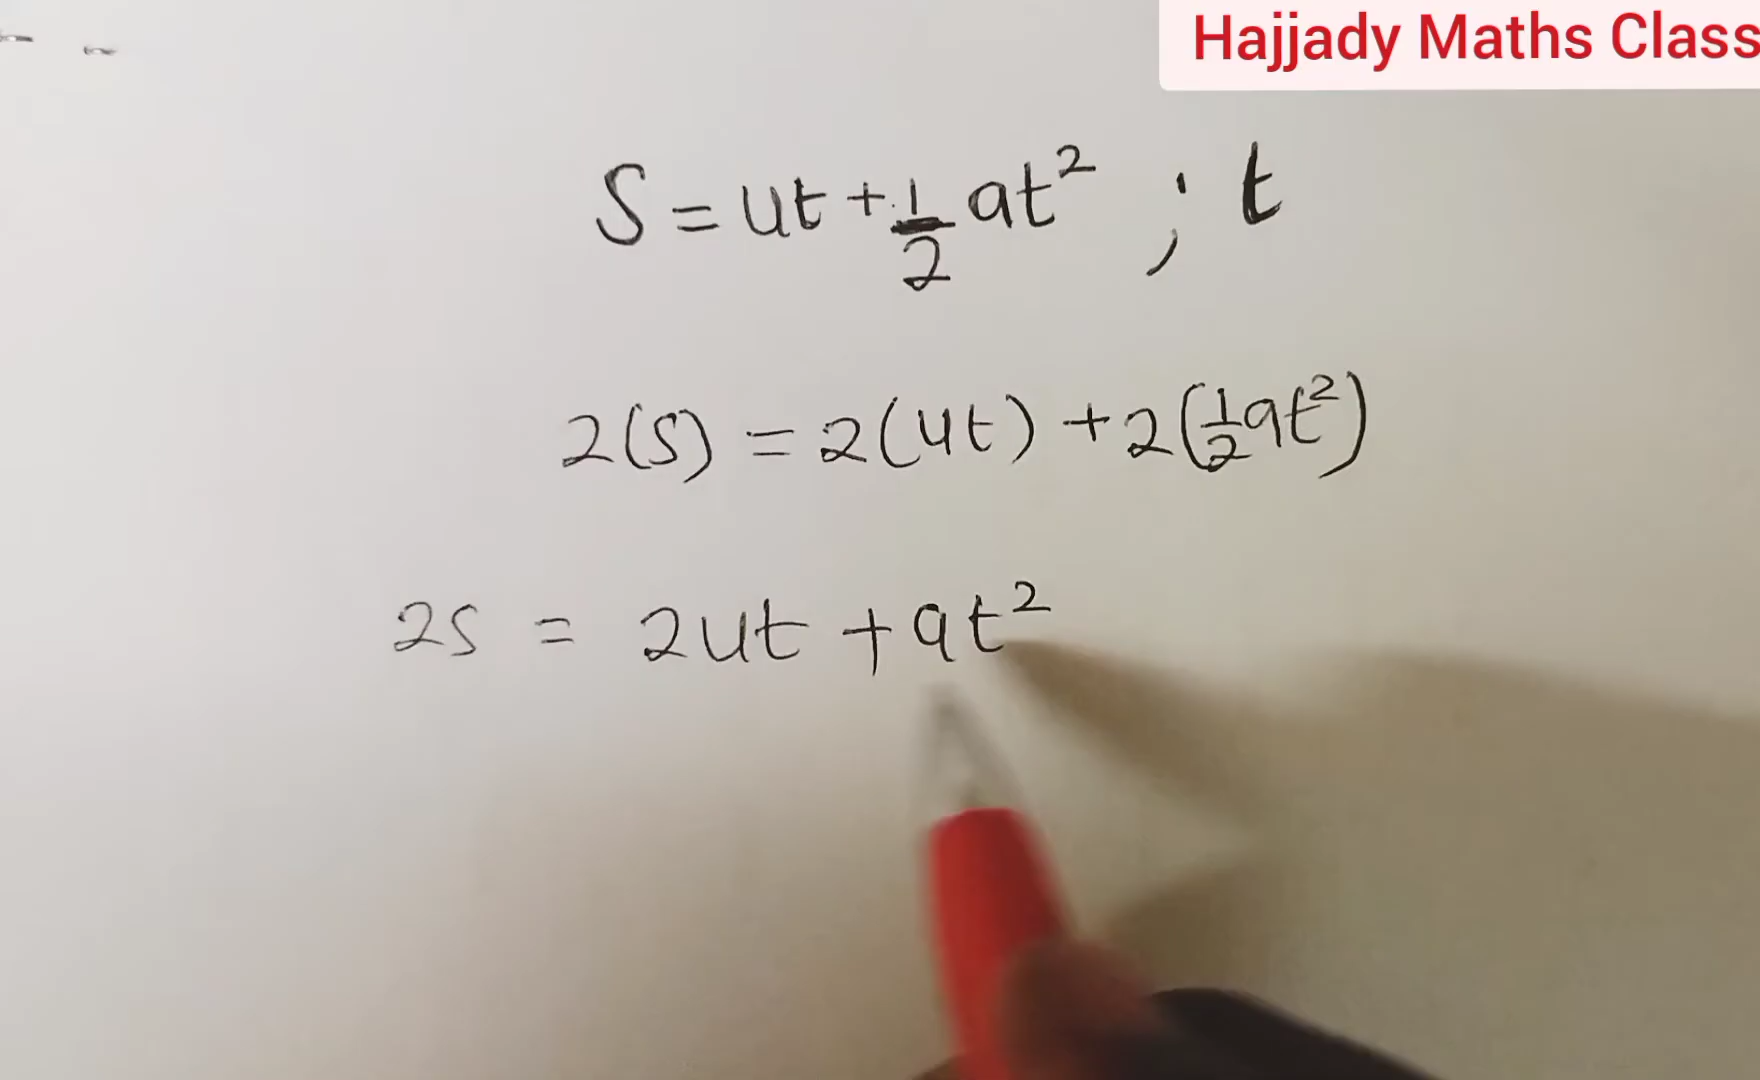 Hajjady Maths Class
S = ut + 1/2 at² ; t
2(S) = 2(ut) + 2(1/2 at²)
2S = 2ut + at²